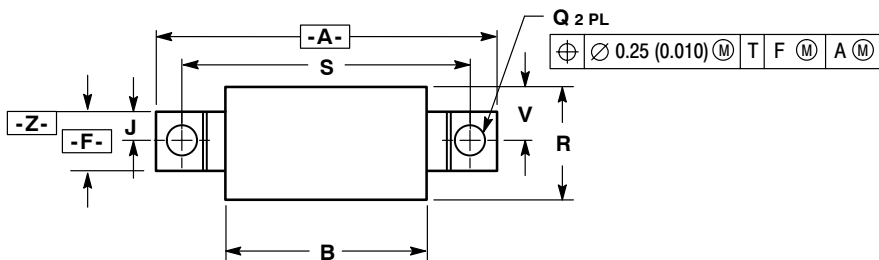 Q 2 PL
-A-
⌖ ∅ 0.25 (0.010) Ⓜ T F Ⓜ A Ⓜ
S
V
-Z-
J
-F-
R
B